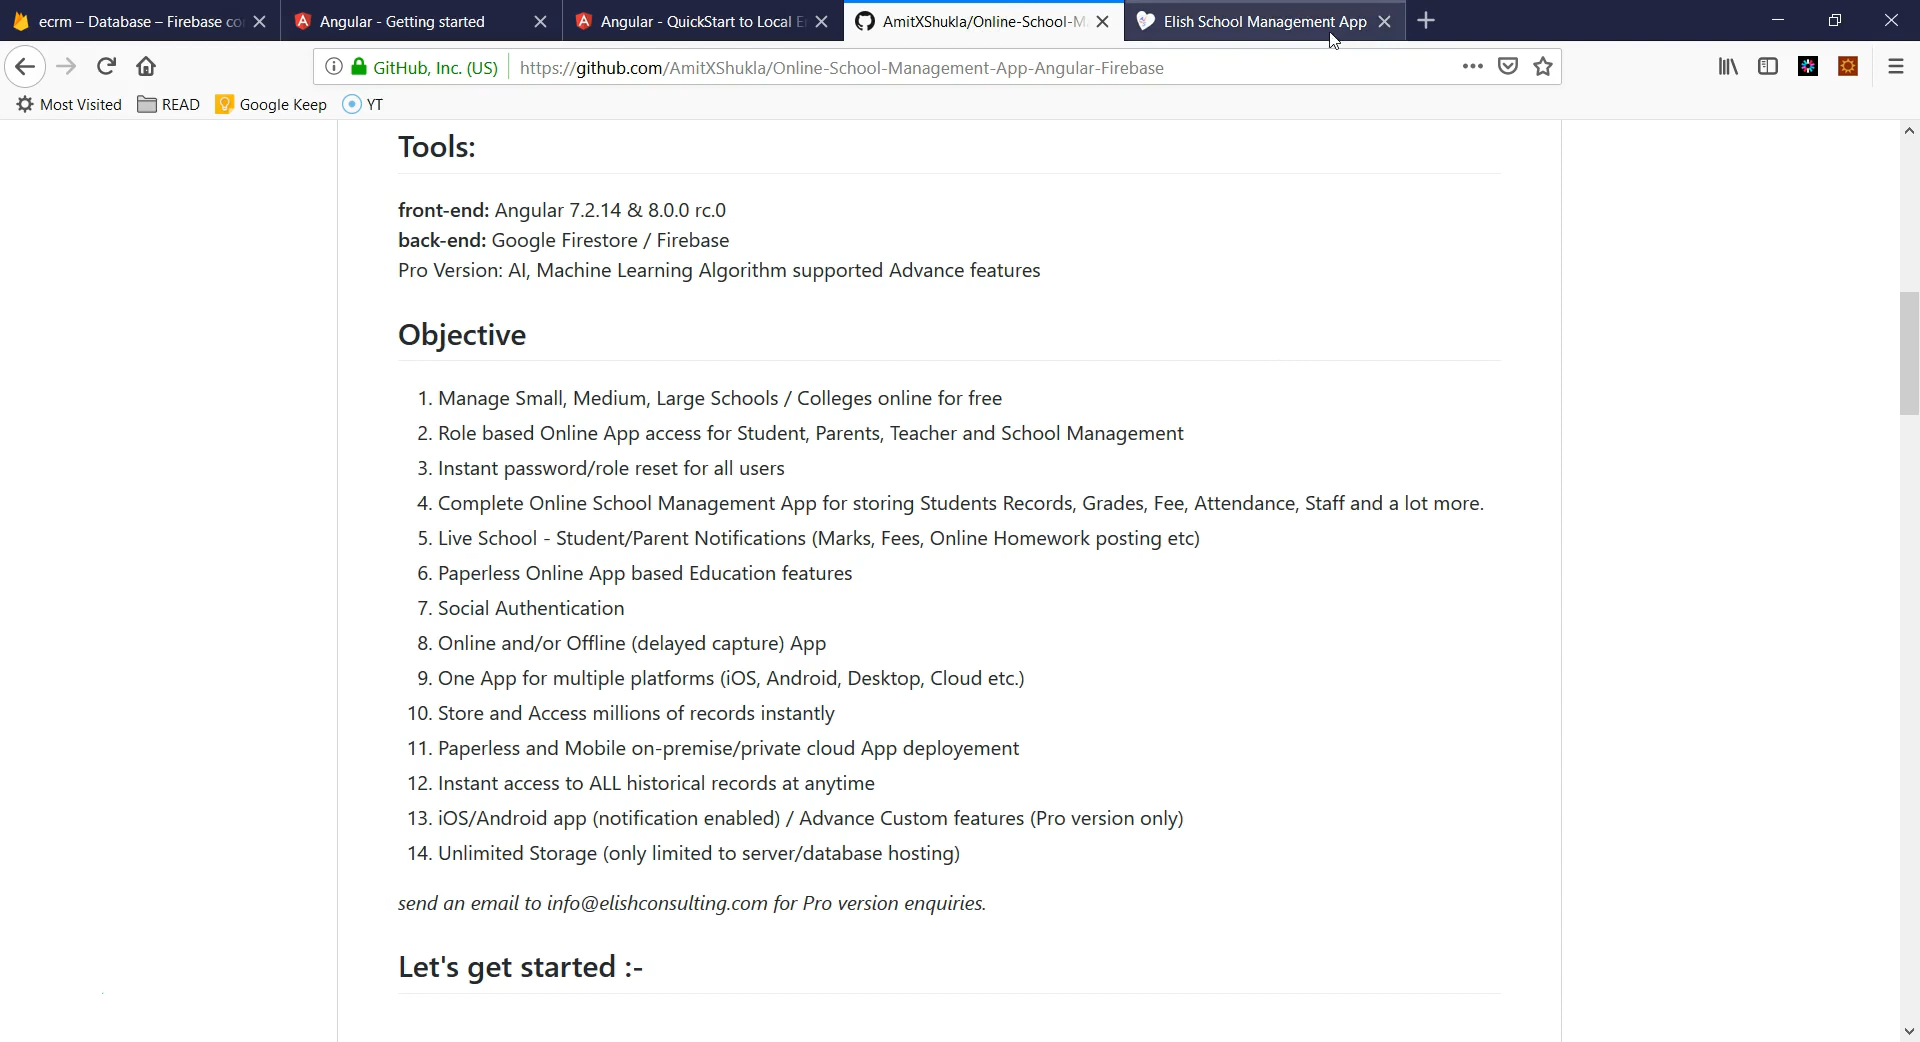 ecrm – Database – Firebase co
Angular - Getting started
Angular - QuickStart to Local E
AmitXShukla/Online-School-M
Elish School Management App
GitHub, Inc. (US)
https://github.com/AmitXShukla/Online-School-Management-App-Angular-Firebase
Most Visited
READ
Google Keep
YT
Tools:
front-end: Angular 7.2.14 & 8.0.0 rc.0
back-end: Google Firestore / Firebase
Pro Version: AI, Machine Learning Algorithm supported Advance features
Objective
1. Manage Small, Medium, Large Schools / Colleges online for free
2. Role based Online App access for Student, Parents, Teacher and School Management
3. Instant password/role reset for all users
4. Complete Online School Management App for storing Students Records, Grades, Fee, Attendance, Staff and a lot more.
5. Live School - Student/Parent Notifications (Marks, Fees, Online Homework posting etc)
6. Paperless Online App based Education features
7. Social Authentication
8. Online and/or Offline (delayed capture) App
9. One App for multiple platforms (iOS, Android, Desktop, Cloud etc.)
10. Store and Access millions of records instantly
11. Paperless and Mobile on-premise/private cloud App deployement
12. Instant access to ALL historical records at anytime
13. iOS/Android app (notification enabled) / Advance Custom features (Pro version only)
14. Unlimited Storage (only limited to server/database hosting)
send an email to info@elishconsulting.com for Pro version enquiries.
Let's get started :-